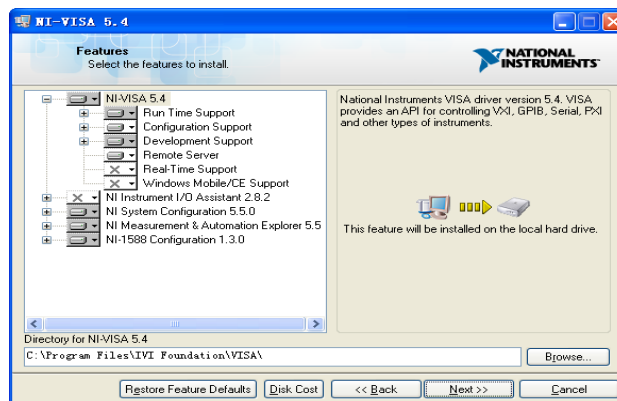 NI-VISA 5.4
Features
Select the features to install.
NATIONAL
INSTRUMENTS
NI-VISA 5.4
Run Time Support
Configuration Support
Development Support
Remote Server
Real-Time Support
Windows Mobile/CE Support
NI Instrument I/O Assistant 2.8.2
NI System Configuration 5.5.0
NI Measurement & Automation Explorer 5.5
NI-1588 Configuration 1.3.0
National Instruments VISA driver version 5.4. VISA
provides an API for controlling VXI, GPIB, Serial, PXI
and other types of instruments.
This feature will be installed on the local hard drive.
Directory for NI-VISA 5.4
C:\Program Files\IVI Foundation\VISA\
Browse...
Restore Feature Defaults
Disk Cost
<< Back
Next >>
Cancel